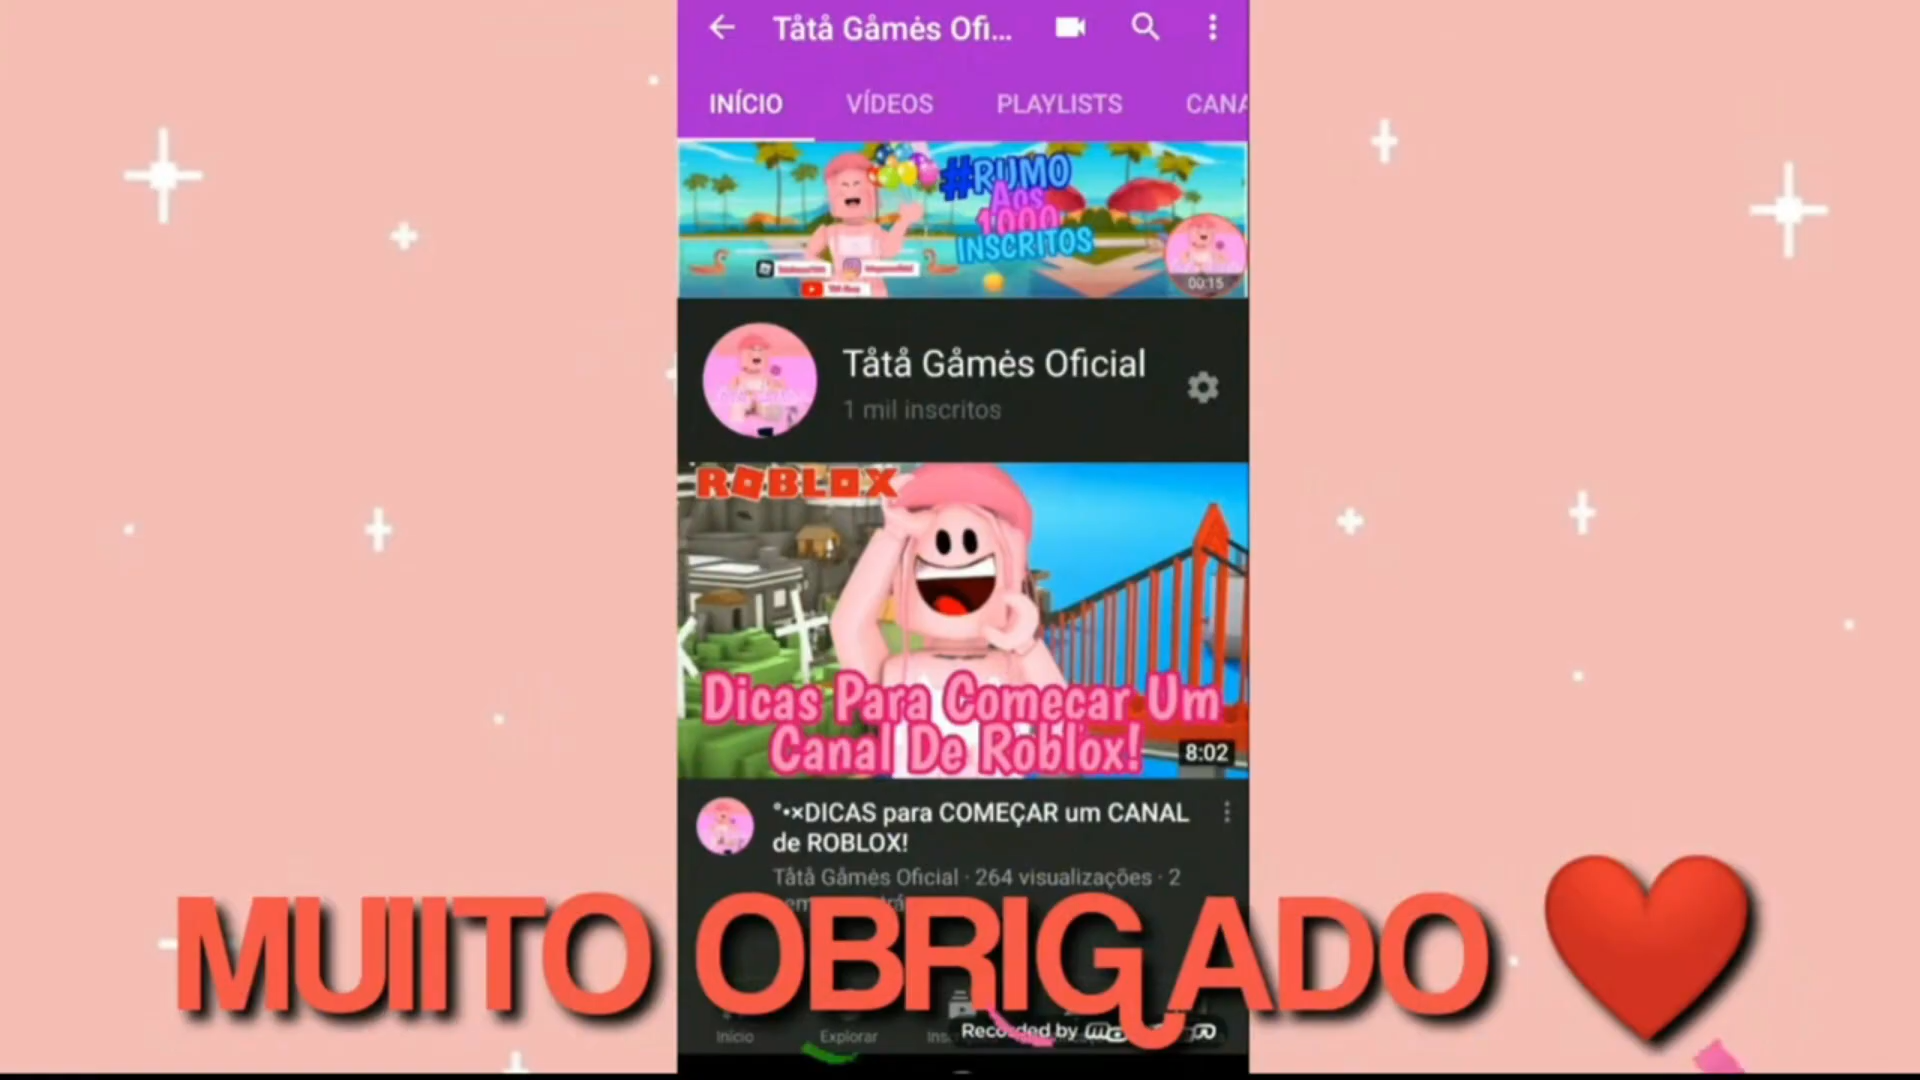 Tåtå Gåmės Ofi...
INÍCIO VÍDEOS PLAYLISTS CANA
#RUMO
Aos
1000
INSCRITOS
00:15
Tåtå Gåmės Oficial
1 mil inscritos
ROBLOX
Dicas Para Começar Um
Canal De Roblox!
8:02
°•×DICAS para COMEÇAR um CANAL
de ROBLOX!
Tåtå Gåmės Oficial · 264 visualizações · 2
MUIITO OBRIGADO ❤
Início Explorar
Recorded by